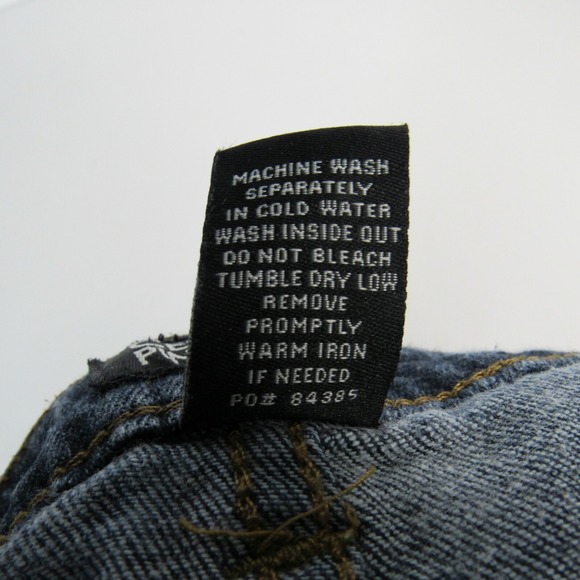 MACHINE WASH
SEPARATELY
IN COLD WATER
WASH INSIDE OUT
DO NOT BLEACH
TUMBLE DRY LOW
REMOVE
PROMPTLY
WARM IRON
IF NEEDED
PO# 84385